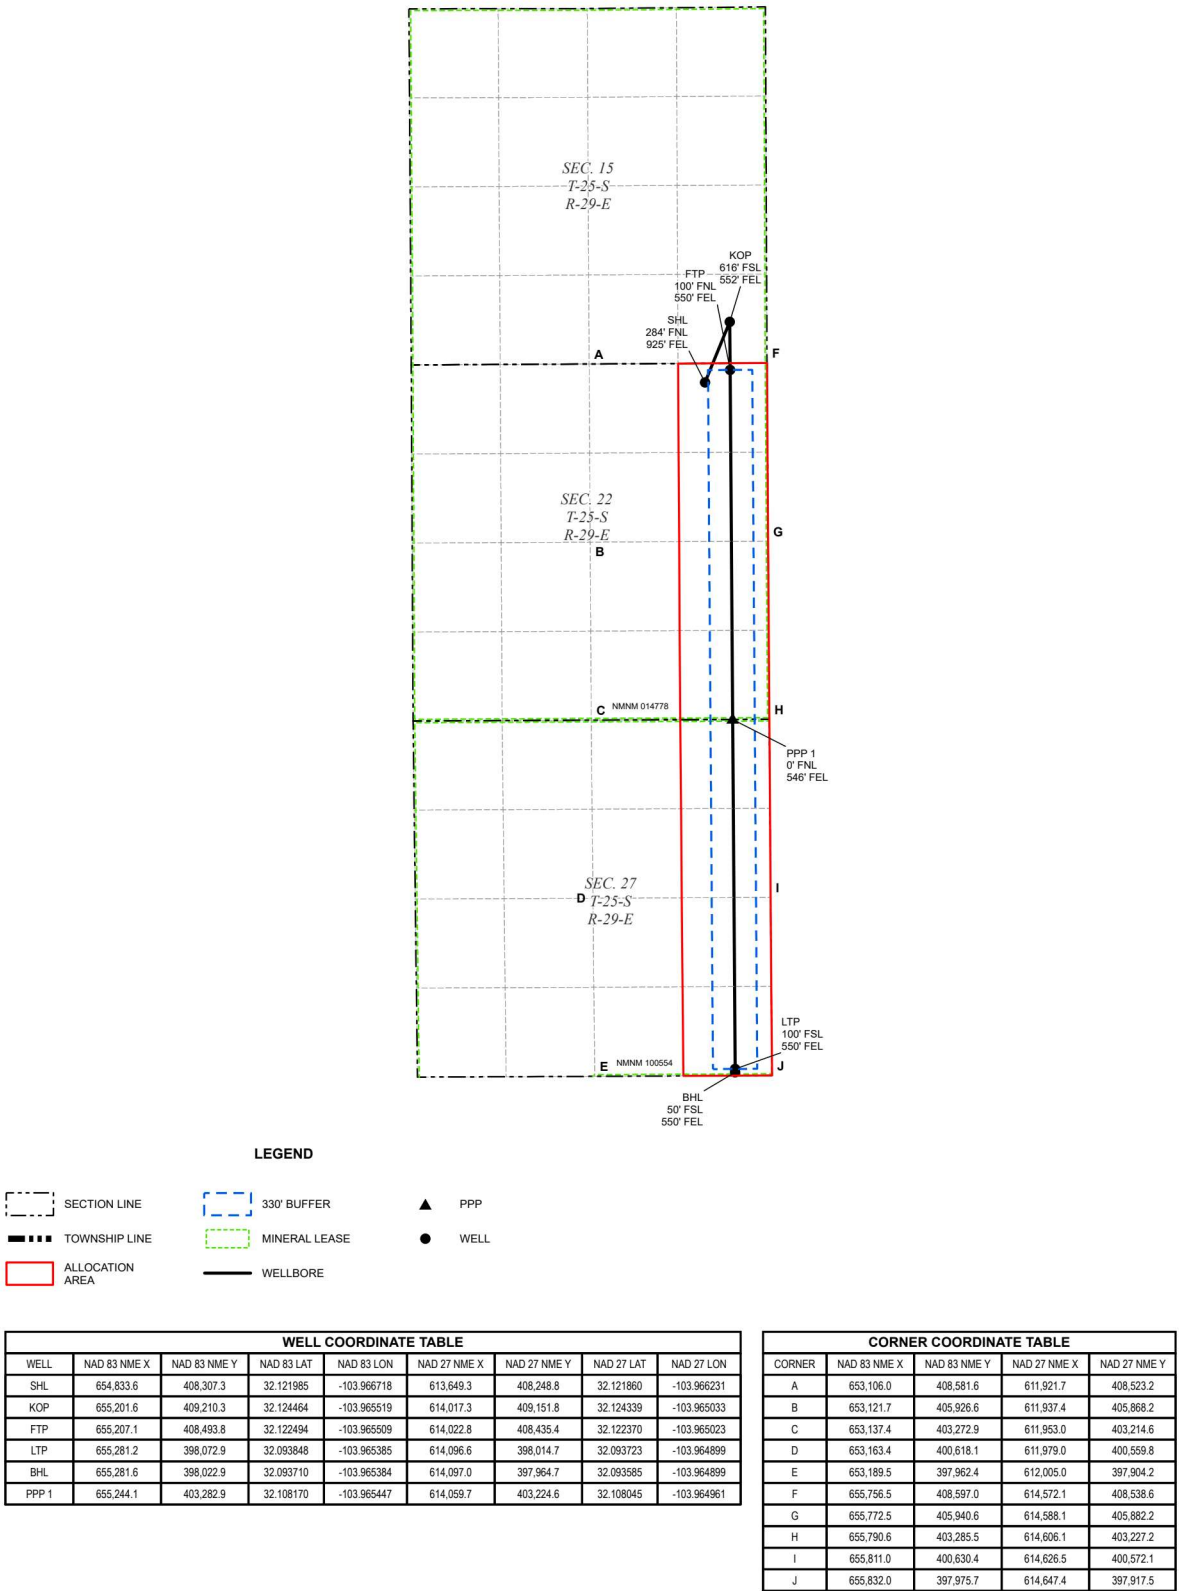 SEC. 15
T-25-S
R-29-E
KOP
616' FSL
552' FEL
FTP
100' FNL
550' FEL
SHL
284' FNL
925' FEL
A
F
SEC. 22
T-25-S
R-29-E
B
G
C NMNM 014778
H
PPP 1
0' FNL
546' FEL
SEC. 27
D T-25-S
R-29-E
I
LTP
100' FSL
550' FEL
E NMNM 100554
J
BHL
50' FSL
550' FEL
LEGEND
SECTION LINE
330' BUFFER
PPP
TOWNSHIP LINE
MINERAL LEASE
WELL
ALLOCATION
AREA
WELLBORE
WELL COORDINATE TABLE
WELL NAD 83 NME X NAD 83 NME Y NAD 83 LAT NAD 83 LON NAD 27 NME X NAD 27 NME Y NAD 27 LAT NAD 27 LON
SHL 654,833.6 408,307.3 32.121985 -103.966718 613,649.3 408,248.8 32.121860 -103.966231
KOP 655,201.6 409,210.3 32.124464 -103.965519 614,017.3 409,151.8 32.124339 -103.965033
FTP 655,207.1 408,493.8 32.122494 -103.965509 614,022.8 408,435.4 32.122370 -103.965023
LTP 655,281.2 398,072.9 32.093848 -103.965385 614,096.6 398,014.7 32.093723 -103.964899
BHL 655,281.6 398,022.9 32.093710 -103.965384 614,097.0 397,964.7 32.093585 -103.964899
PPP 1 655,244.1 403,282.9 32.108170 -103.965447 614,059.7 403,224.6 32.108045 -103.964961
CORNER COORDINATE TABLE
CORNER NAD 83 NME X NAD 83 NME Y NAD 27 NME X NAD 27 NME Y
A 653,106.0 408,581.6 611,921.7 408,523.2
B 653,121.7 405,926.6 611,937.4 405,868.2
C 653,137.4 403,272.9 611,953.0 403,214.6
D 653,163.4 400,618.1 611,979.0 400,559.8
E 653,189.5 397,962.4 612,005.0 397,904.2
F 655,756.5 408,597.0 614,572.1 408,538.6
G 655,772.5 405,940.6 614,588.1 405,882.2
H 655,790.6 403,285.5 614,606.1 403,227.2
I 655,811.0 400,630.4 614,626.5 400,572.1
J 655,832.0 397,975.7 614,647.4 397,917.5